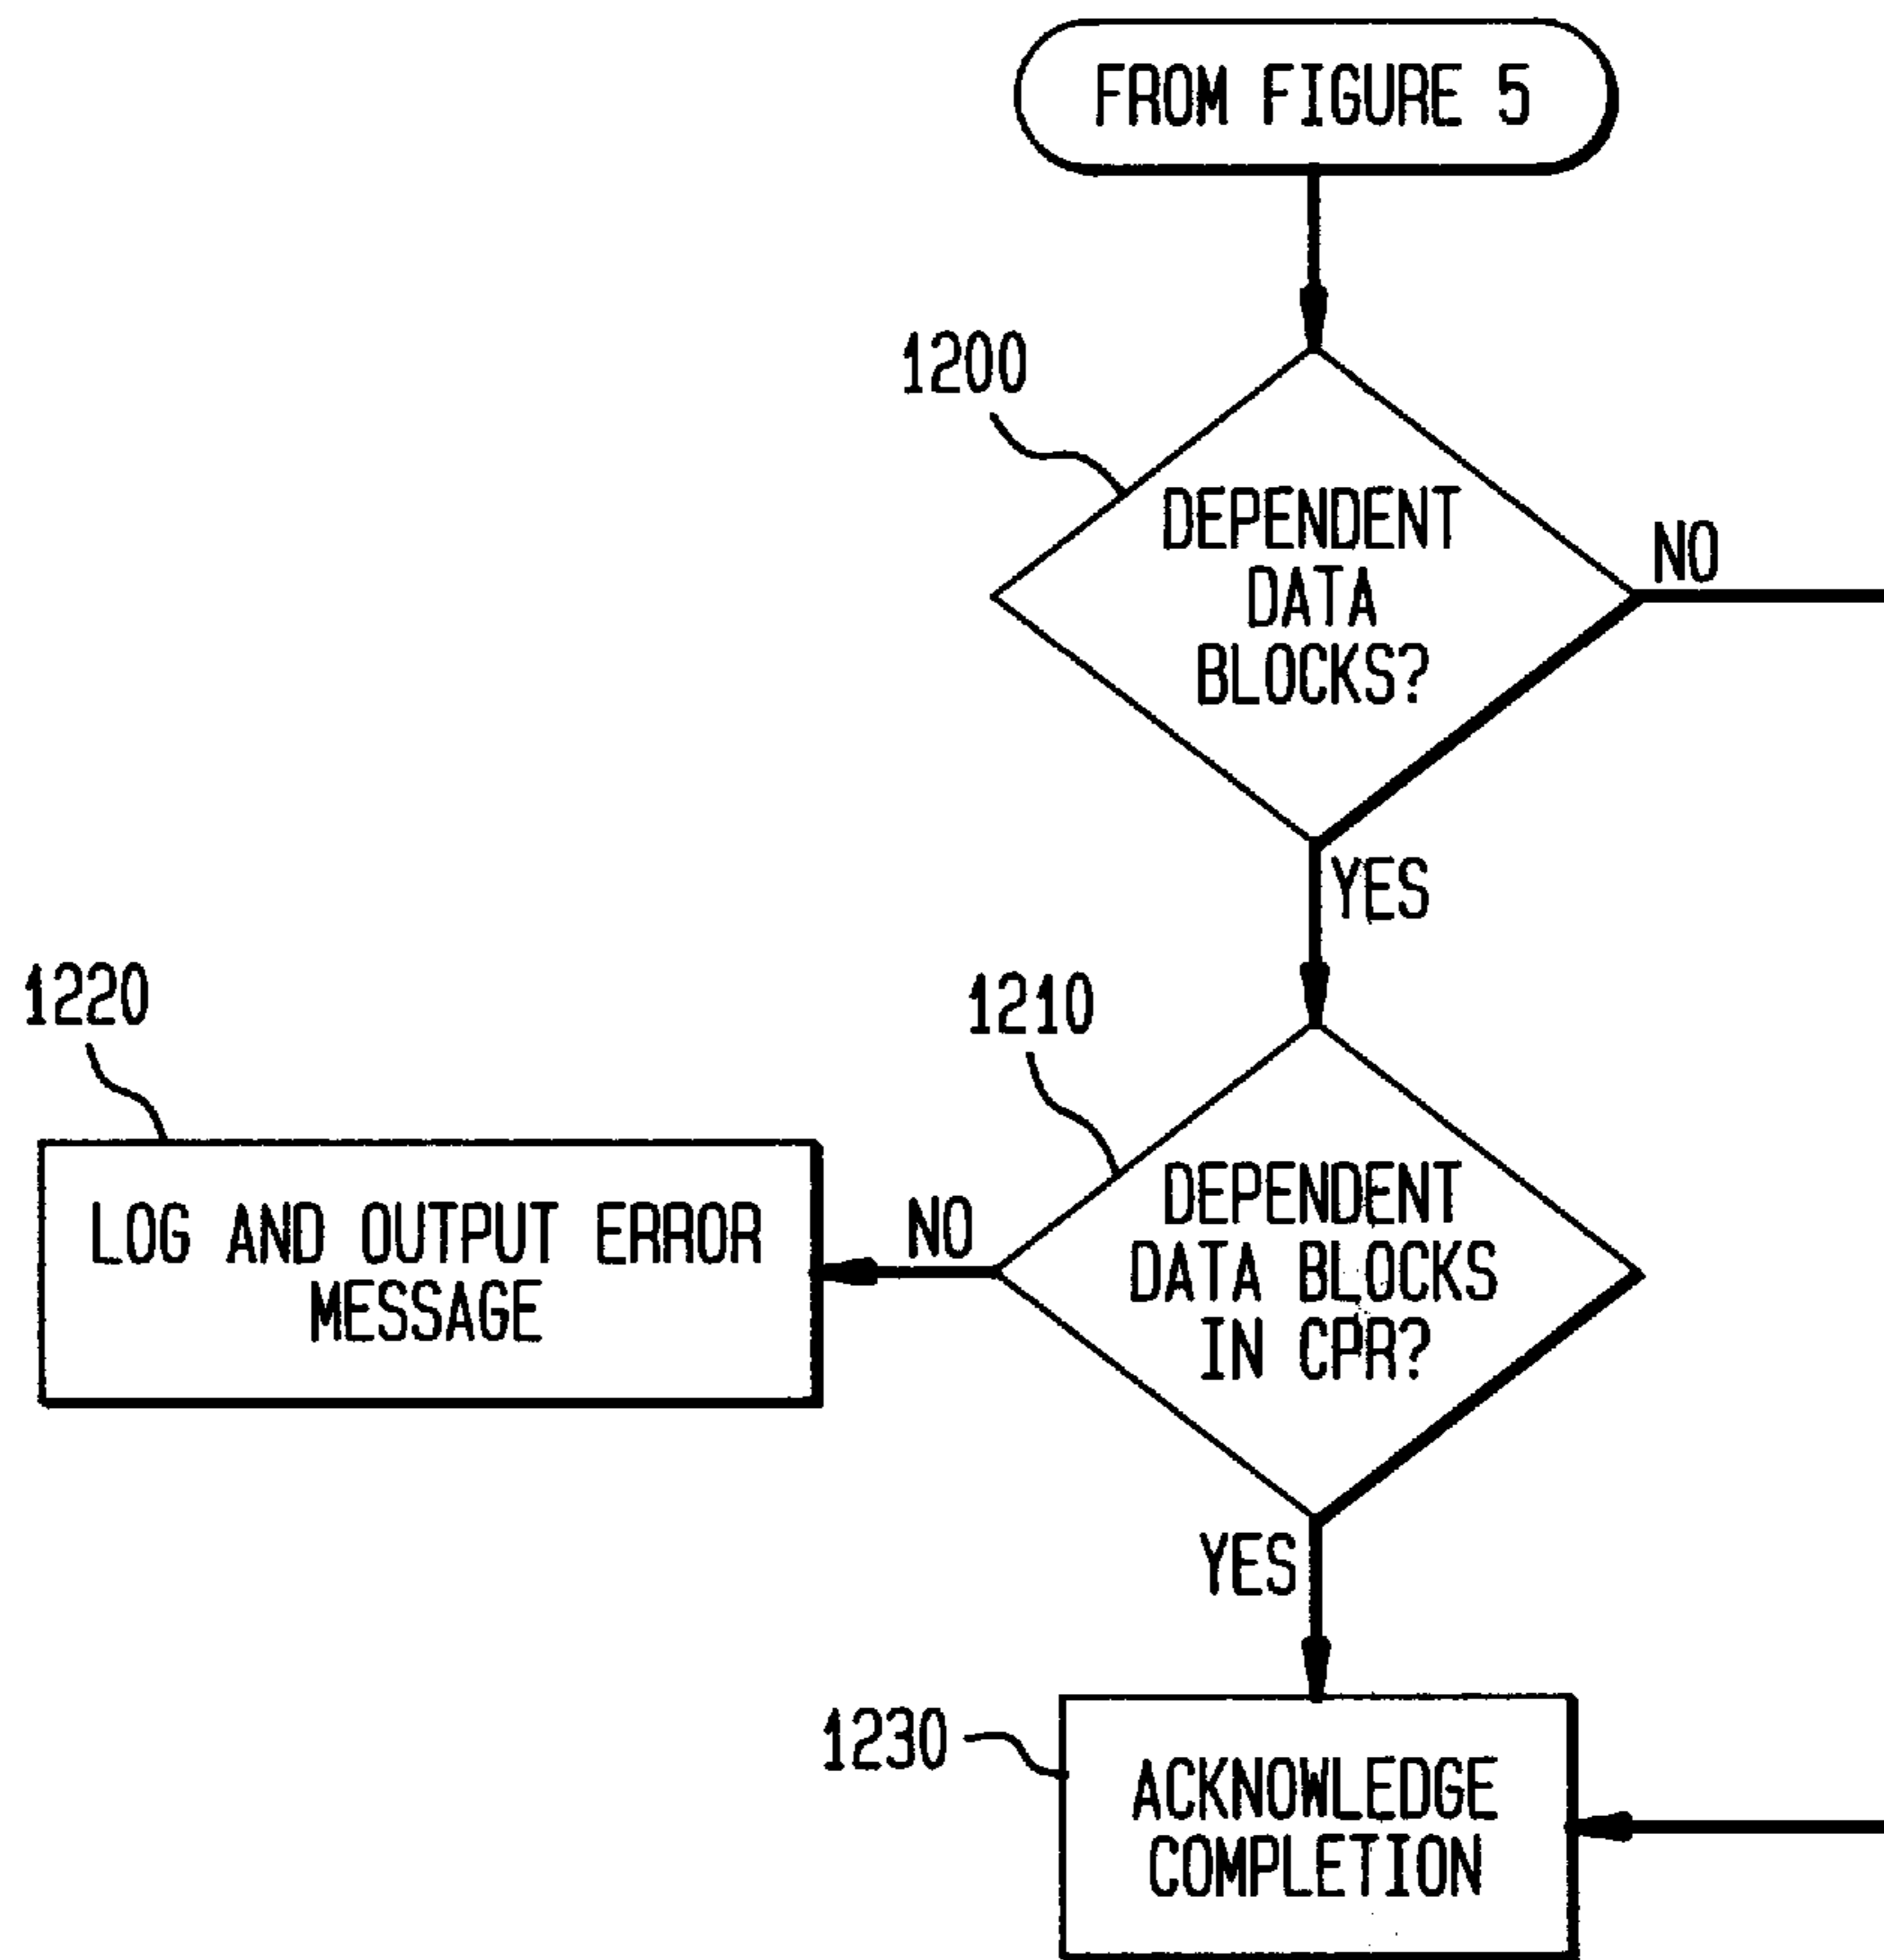 FROM FIGURE 5
1200
DEPENDENT
DATA
BLOCKS?
NO
YES
1220
1210
LOG AND OUTPUT ERROR
MESSAGE
NO
DEPENDENT
DATA BLOCKS
IN CPR?
YES
1230
ACKNOWLEDGE
COMPLETION